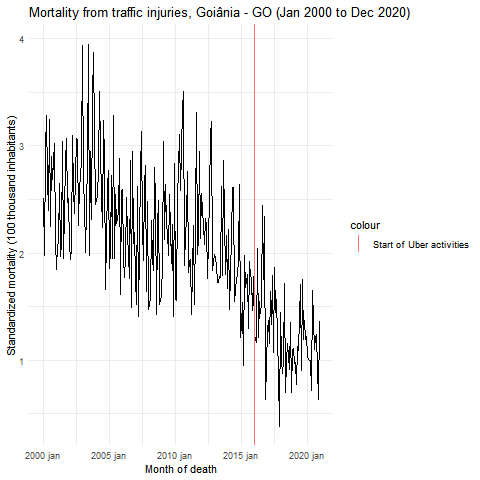 Mortality from traffic injuries, Goiânia - GO (Jan 2000 to Dec 2020)
Standardized mortality (100 thousand inhabitants)
4
3
2
1
2000 jan
2005 jan
2010 jan
2015 jan
2020 jan
Month of death
colour
Start of Uber activities